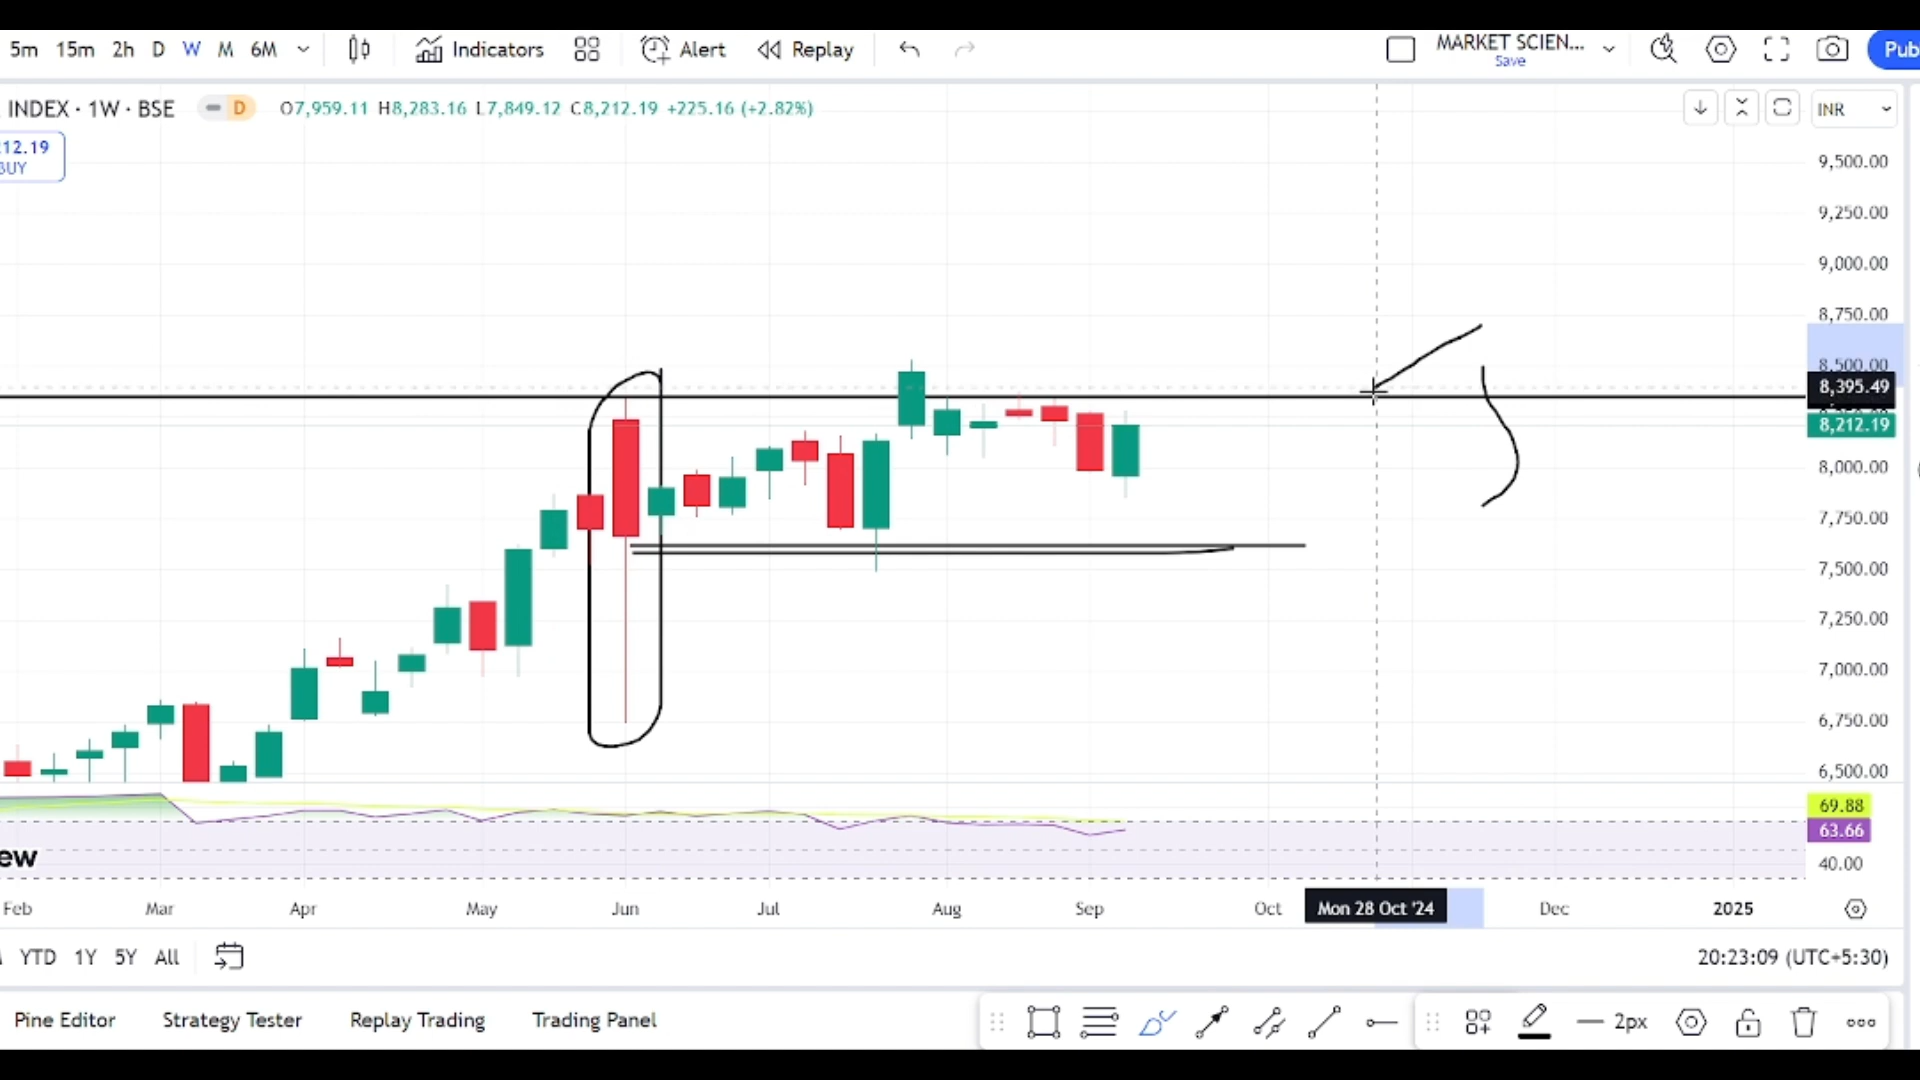 5m 15m 2h D W M 6M Indicators Alert Replay MARKET SCIEN... Save Pub
INDEX · 1W · BSE D O7,959.11 H8,283.16 L7,849.12 C8,212.19 +225.16 (+2.82%) INR
12.19
BUY
9,500.00
9,250.00
9,000.00
8,750.00
8,500.00
8,395.49
8,212.19
8,000.00
7,750.00
7,500.00
7,250.00
7,000.00
6,750.00
6,500.00
69.88
63.66
ew 40.00
Feb Mar Apr May Jun Jul Aug Sep Oct Mon 28 Oct '24 Dec 2025
YTD 1Y 5Y All 20:23:09 (UTC+5:30)
Pine Editor Strategy Tester Replay Trading Trading Panel 2px